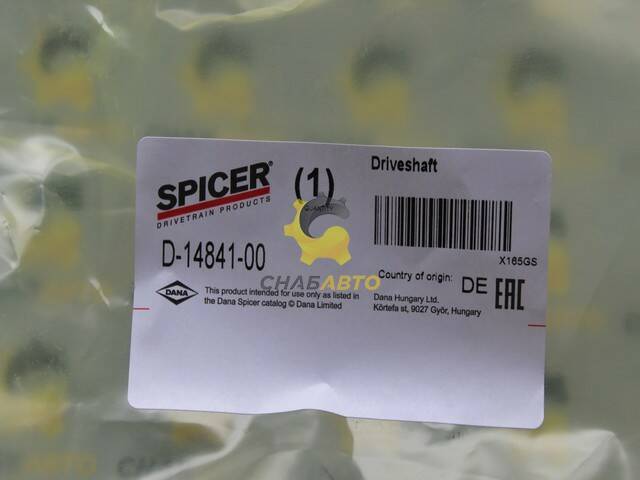 Driveshaft
SPICER®
DRIVETRAIN PRODUCTS
(1)
D-14841-00
X165GS
СНАБАВТО
Country of origin: DE
EAC
DANA
This product intended for use only as listed in
the Dana Spicer catalog © Dana Limited
Dana Hungary Ltd.
Körtefa st, 9027 Győr, Hungary